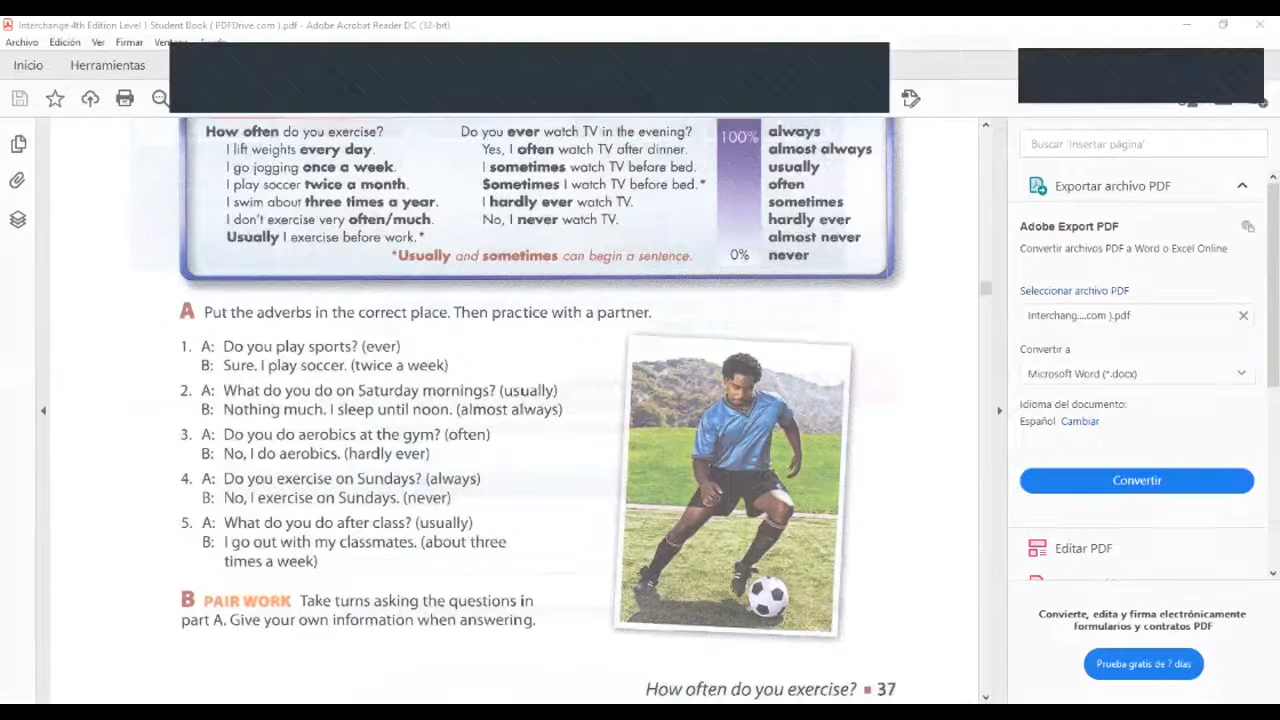 Interchange 4th Edition Level 1 Student Book ( PDFDrive.com ).pdf - Adobe Acrobat Reader DC (32-bit)
Archivo Edición Ver Firmar Ventana Ayuda
Inicio Herramientas
How often do you exercise?
I lift weights every day.
I go jogging once a week.
I play soccer twice a month.
I swim about three times a year.
I don't exercise very often/much.
Usually I exercise before work.*
Do you ever watch TV in the evening?
Yes, I often watch TV after dinner.
I sometimes watch TV before bed.
Sometimes I watch TV before bed.*
I hardly ever watch TV.
No, I never watch TV.
*Usually and sometimes can begin a sentence.
100% always
almost always
usually
often
sometimes
hardly ever
almost never
0% never
A Put the adverbs in the correct place. Then practice with a partner.
1. A: Do you play sports? (ever)
B: Sure. I play soccer. (twice a week)
2. A: What do you do on Saturday mornings? (usually)
B: Nothing much. I sleep until noon. (almost always)
3. A: Do you do aerobics at the gym? (often)
B: No, I do aerobics. (hardly ever)
4. A: Do you exercise on Sundays? (always)
B: No, I exercise on Sundays. (never)
5. A: What do you do after class? (usually)
B: I go out with my classmates. (about three
times a week)
B PAIR WORK Take turns asking the questions in
part A. Give your own information when answering.
How often do you exercise? 37
Buscar 'Insertar página'
Exportar archivo PDF
Adobe Export PDF
Convertir archivos PDF a Word o Excel Online
Seleccionar archivo PDF
Interchang....com ).pdf
Convertir a
Microsoft Word (*.docx)
Idioma del documento:
Español Cambiar
Convertir
Editar PDF
Convierte, edita y firma electrónicamente
formularios y contratos PDF
Prueba gratis de 7 días